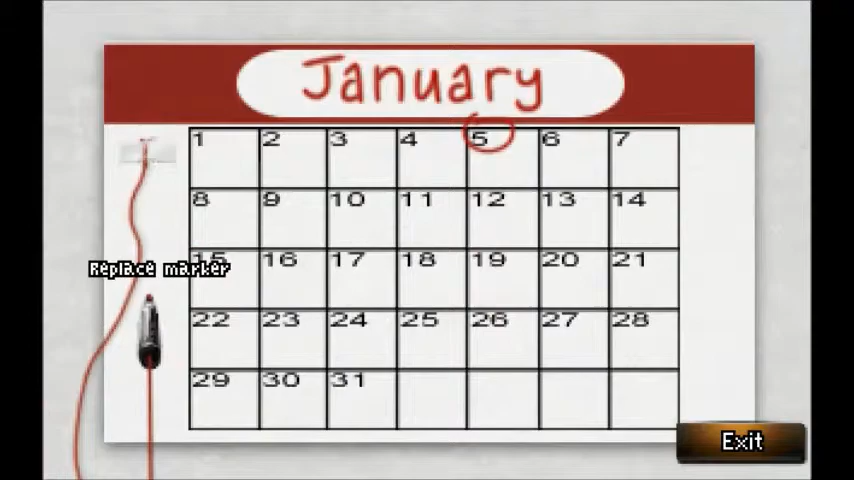 January
1 2 3 4 5 6 7
8 9 10 11 12 13 14
15 16 17 18 19 20 21
Replace marker
22 23 24 25 26 27 28
29 30 31
Exit